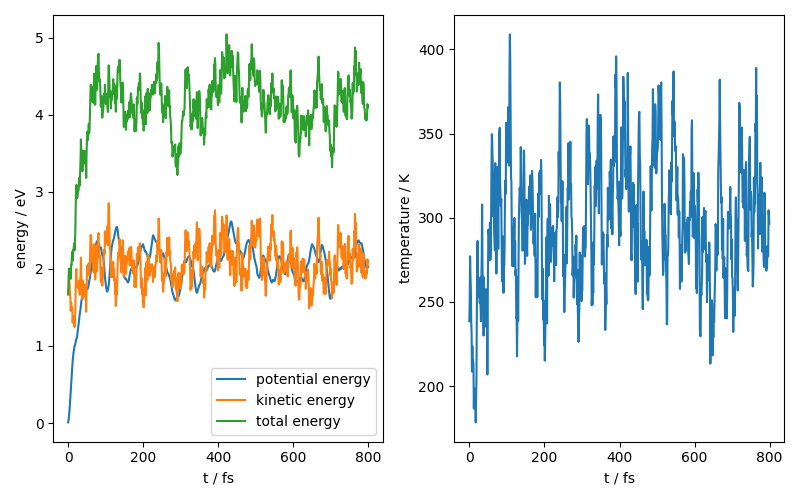 energy / eV
5
4
3
2
1
0
potential energy
kinetic energy
total energy
0 200 400 600 800
t / fs
temperature / K
400
350
300
250
200
0 200 400 600 800
t / fs